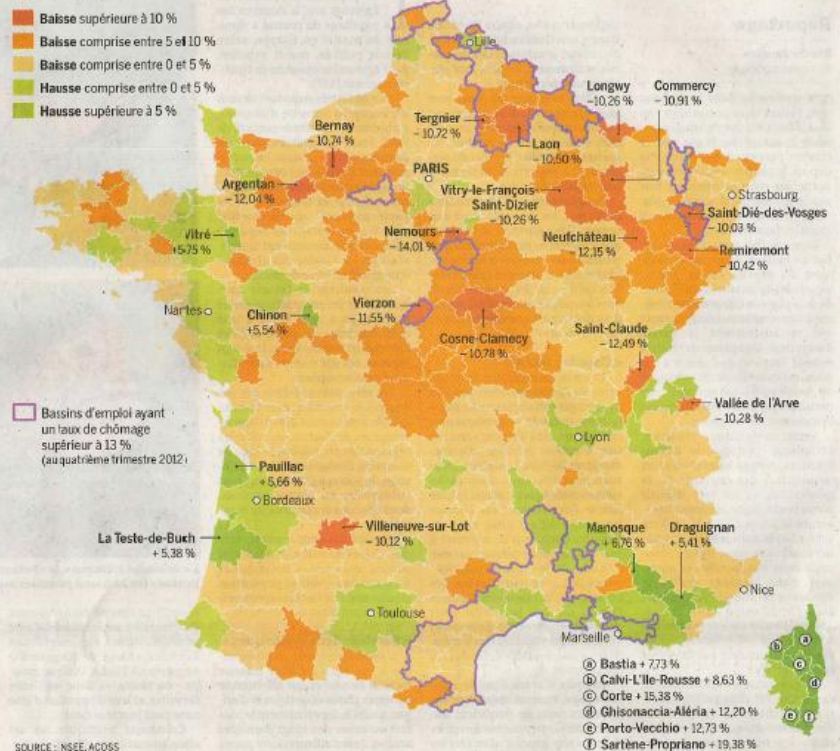 Baisse supérieure à 10 %
Baisse comprise entre 5 et 10 %
Baisse comprise entre 0 et 5 %
Hausse comprise entre 0 et 5 %
Hausse supérieure à 5 %
Lille
Longwy
-10,26 %
Commercy
-10,91 %
Tergnier
-10,72 %
Laon
-10,50 %
Bernay
-10,74 %
PARIS
Argentan
-12,04 %
Vitry-le-François
Saint-Dizier
-10,26 %
Strasbourg
Saint-Dié-des-Vosges
-10,03 %
Vitré
+5,75 %
Nemours
-14,01 %
Neufchâteau
-12,15 %
Remiremont
-10,42 %
Nantes
Chinon
+5,54 %
Vierzon
-11,55 %
Cosne-Clamecy
-10,78 %
Saint-Claude
-12,49 %
Vallée de l'Arve
-10,28 %
Bassins d'emploi ayant
un taux de chômage
supérieur à 13 %
(au quatrième trimestre 2012)
Lyon
Pauillac
+5,66 %
Bordeaux
La Teste-de-Buch
+5,38 %
Villeneuve-sur-Lot
-10,12 %
Manosque
+6,76 %
Draguignan
+5,41 %
Nice
Toulouse
Marseille
a
b
c
d
e
f
a Bastia +7,73 %
b Calvi-L'Ile-Rousse +8,63 %
c Corte +15,38 %
d Ghisonaccia-Aléria +12,20 %
e Porto-Vecchio +12,73 %
f Sartène-Propriano +19,38 %
SOURCE : NSEE, ACOSS